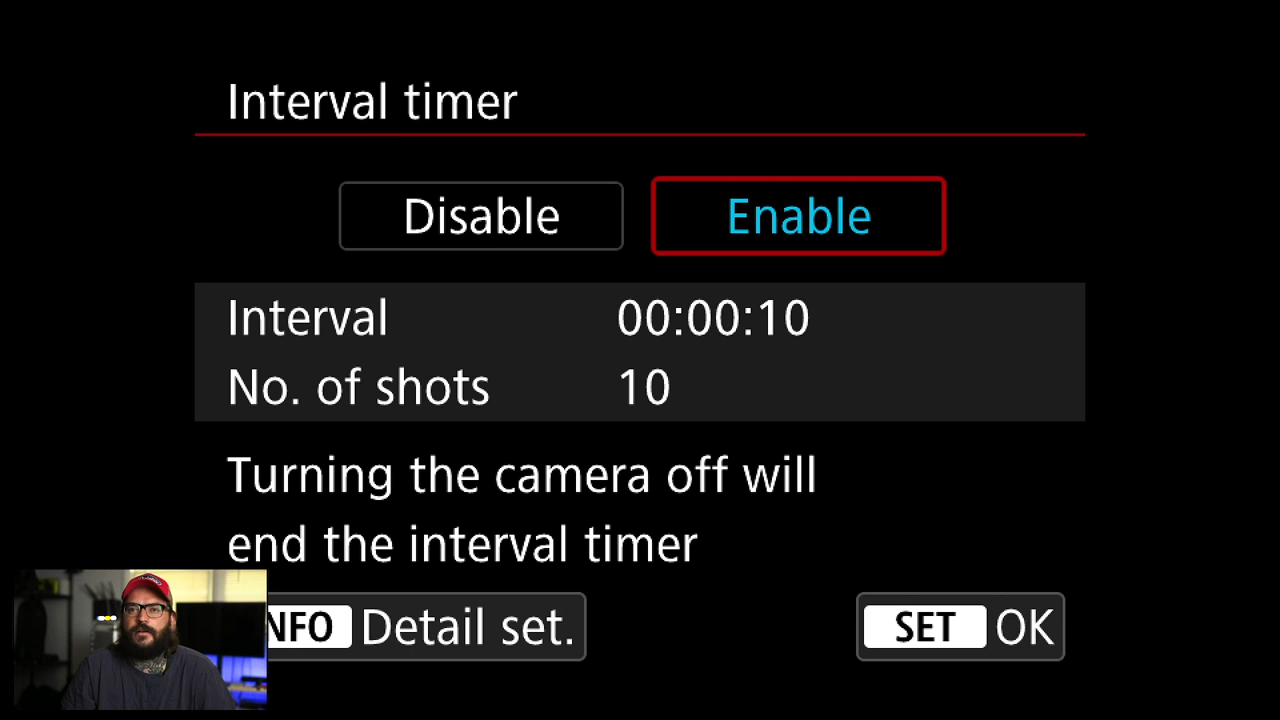 Interval timer
Disable Enable
Interval 00:00:10
No. of shots 10
Turning the camera off will
end the interval timer
NFO Detail set. SET OK